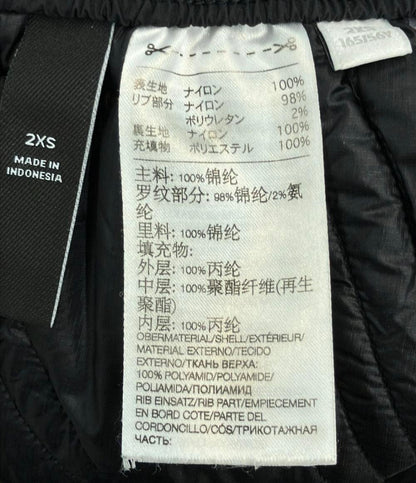 2XS
MADE IN
INDONESIA
2XS
表生地 ナイロン 100%
リブ部分 ナイロン 98%
ポリウレタン 2%
裏生地 ナイロン 100%
充填物 ポリエステル 100%
主料: 100%锦纶
罗纹部分: 98%锦纶/2%氨
纶
里料: 100%锦纶
填充物:
外层: 100%丙纶
中层: 100%聚酯纤维(再生
聚酯)
内层: 100%丙纶
OBERMATERIAL/SHELL/EXTÉRIEUR/
MATERIAL EXTERNO/TECIDO
EXTERNO/ТКАНЬ ВЕРХА:
100% POLYAMID/POLYAMIDE/
POLIAMIDA/ПОЛИАМИД
RIB EINSATZ/RIB PART/EMPIECEMENT
EN BORD COTE/PARTE DEL
CORDONCILLO/CÓS/ТРИКОТАЖНАЯ
ЧАСТЬ: